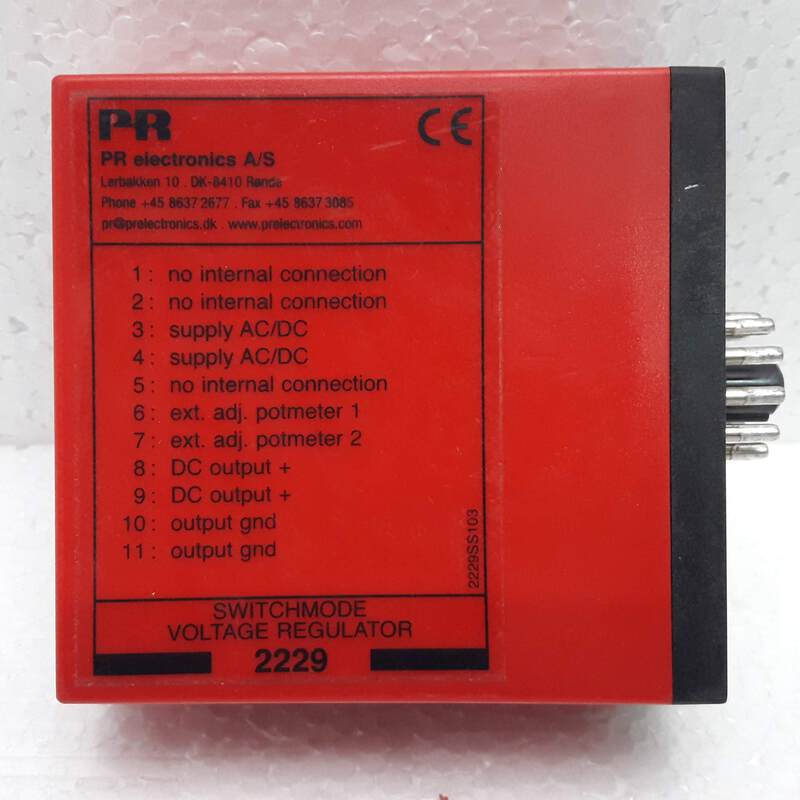 PR
CE
PR electronics A/S
Lerbakken 10 . DK-8410 Rønde
Phone +45 8637 2677 . Fax +45 8637 3085
pr@prelectronics.dk . www.prelectronics.com
1 : no internal connection
2 : no internal connection
3 : supply AC/DC
4 : supply AC/DC
5 : no internal connection
6 : ext. adj. potmeter 1
7 : ext. adj. potmeter 2
8 : DC output +
9 : DC output +
10 : output gnd
11 : output gnd
2229SS103
SWITCHMODE
VOLTAGE REGULATOR
2229